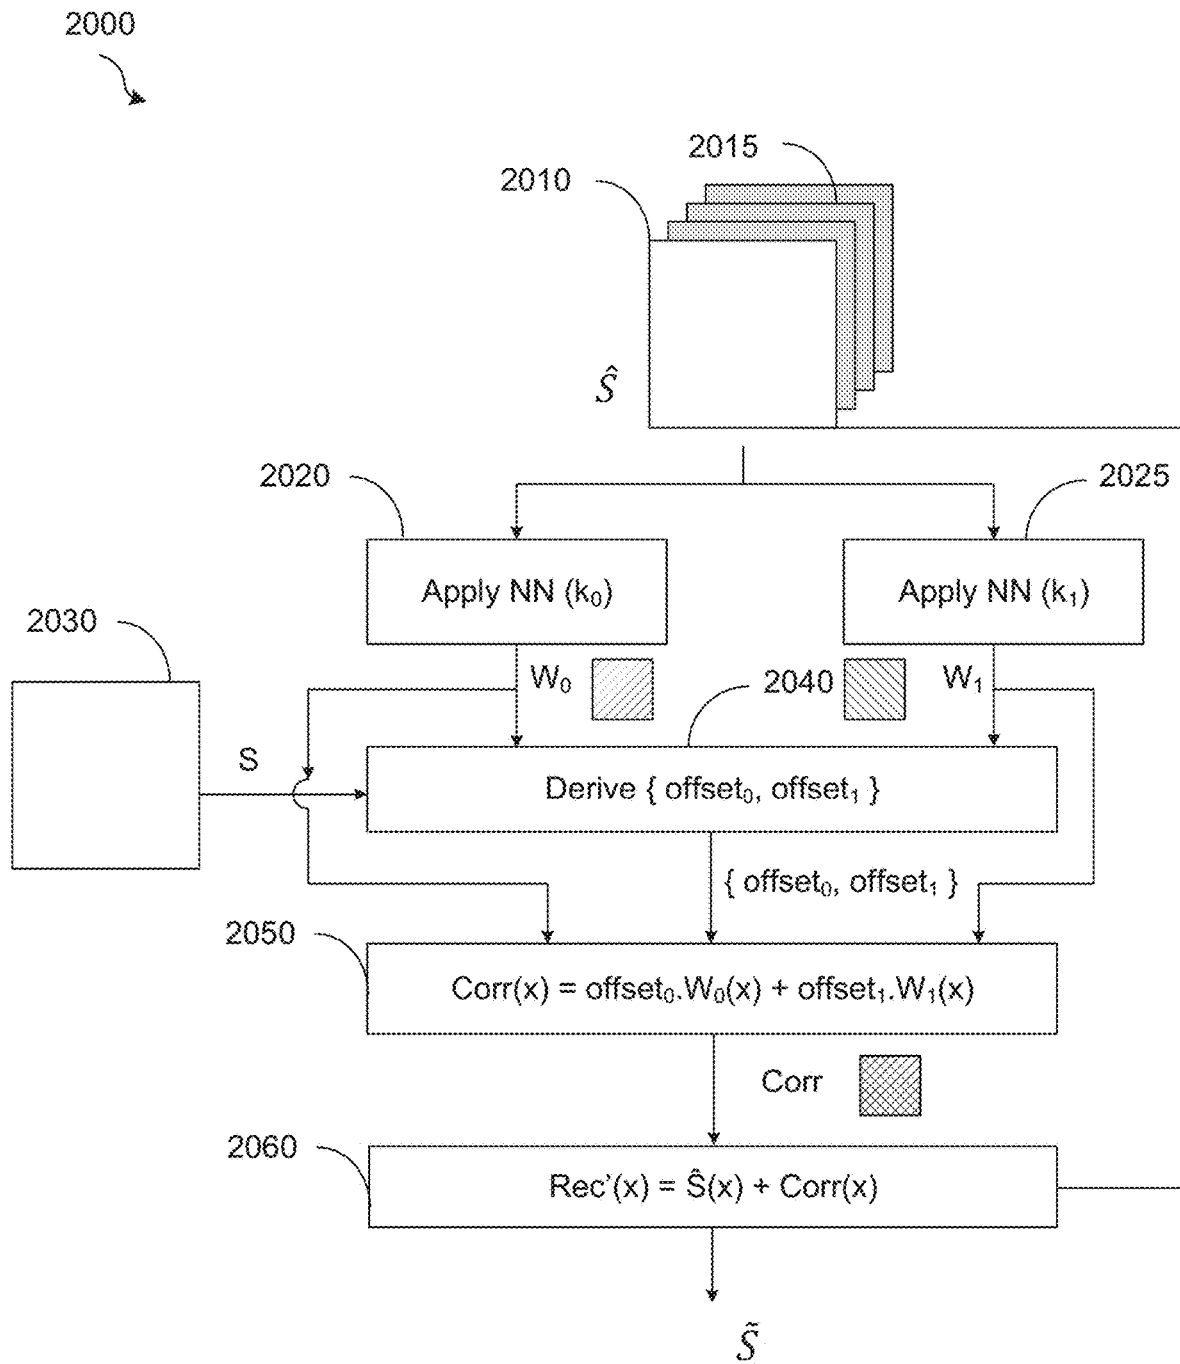 2000
2015
2010
Ŝ
2020
2025
Apply NN (k₀)
Apply NN (k₁)
2030
W₀
2040
W₁
S
Derive { offset₀, offset₁ }
{ offset₀, offset₁ }
2050
Corr(x) = offset₀.W₀(x) + offset₁.W₁(x)
Corr
2060
Rec'(x) = Ŝ(x) + Corr(x)
S̃